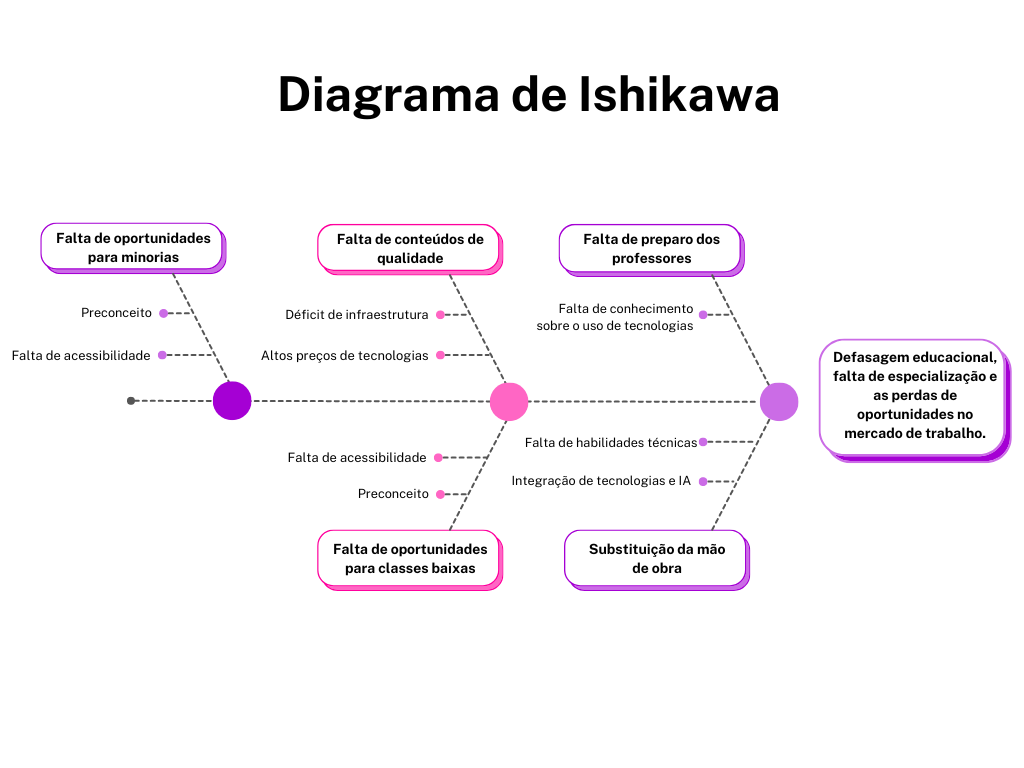 Diagrama de Ishikawa
Falta de oportunidades
para minorias
Falta de conteúdos de
qualidade
Falta de preparo dos
professores
Preconceito
Falta de acessibilidade
Déficit de infraestrutura
Altos preços de tecnologias
Falta de conhecimento
sobre o uso de tecnologias
Defasagem educacional,
falta de especialização e
as perdas de
oportunidades no
mercado de trabalho.
Falta de acessibilidade
Preconceito
Falta de habilidades técnicas
Integração de tecnologias e IA
Falta de oportunidades
para classes baixas
Substituição da mão
de obra